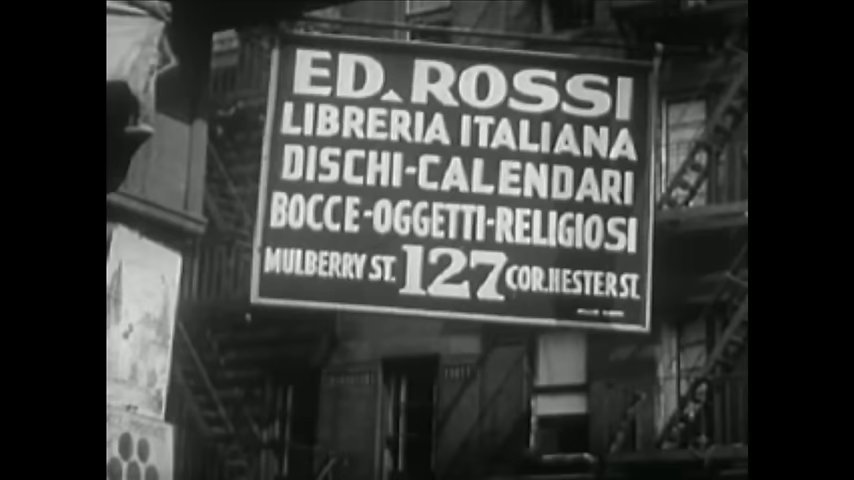 ED. ROSSI
LIBRERIA ITALIANA
DISCHI-CALENDARI
BOCCE-OGGETTI-RELIGIOSI
MULBERRY ST. 127 COR. HESTER ST.